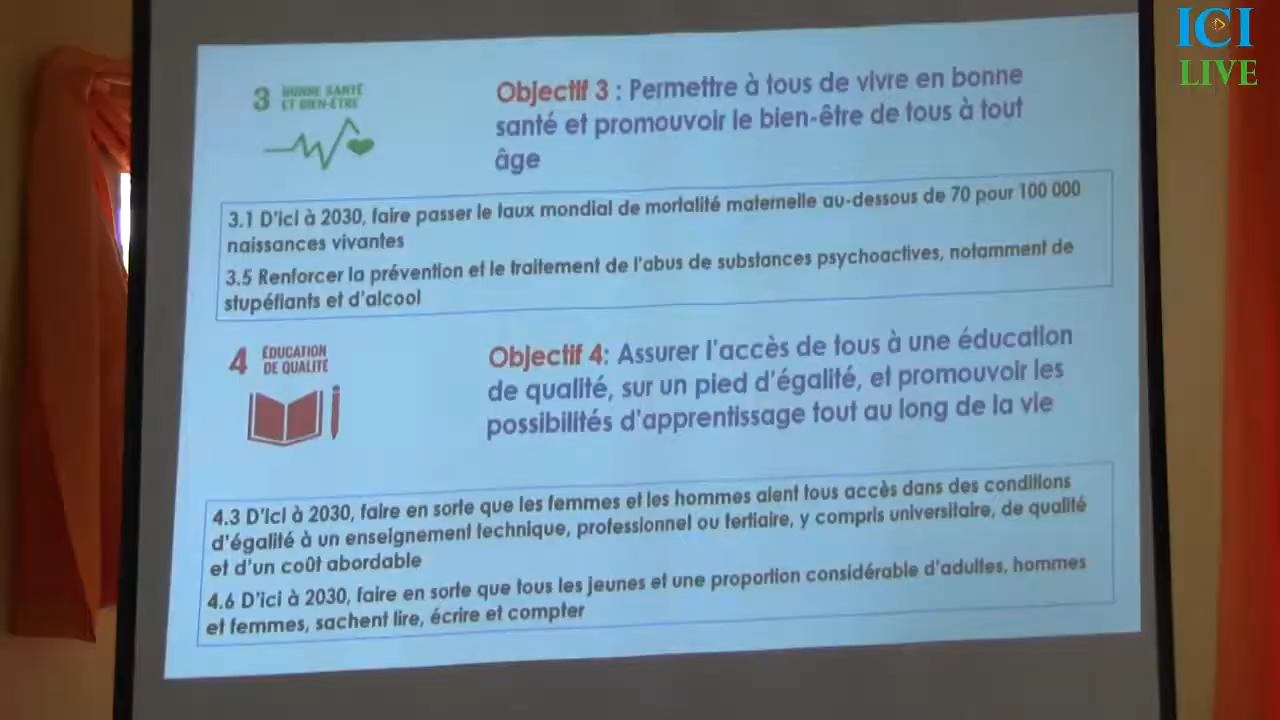 ICI
LIVE
3 BONNE SANTÉ
ET BIEN-ÊTRE
Objectif 3 : Permettre à tous de vivre en bonne
santé et promouvoir le bien-être de tous à tout
âge
3.1 D'ici à 2030, faire passer le taux mondial de mortalité maternelle au-dessous de 70 pour 100 000
naissances vivantes
3.5 Renforcer la prévention et le traitement de l'abus de substances psychoactives, notamment de
stupéfiants et d'alcool
4 ÉDUCATION
DE QUALITÉ
Objectif 4: Assurer l'accès de tous à une éducation
de qualité, sur un pied d'égalité, et promouvoir les
possibilités d'apprentissage tout au long de la vie
4.3 D'ici à 2030, faire en sorte que les femmes et les hommes aient tous accès dans des conditions
d'égalité à un enseignement technique, professionnel ou tertiaire, y compris universitaire, de qualité
et d'un coût abordable
4.6 D'ici à 2030, faire en sorte que tous les jeunes et une proportion considérable d'adultes, hommes
et femmes, sachent lire, écrire et compter